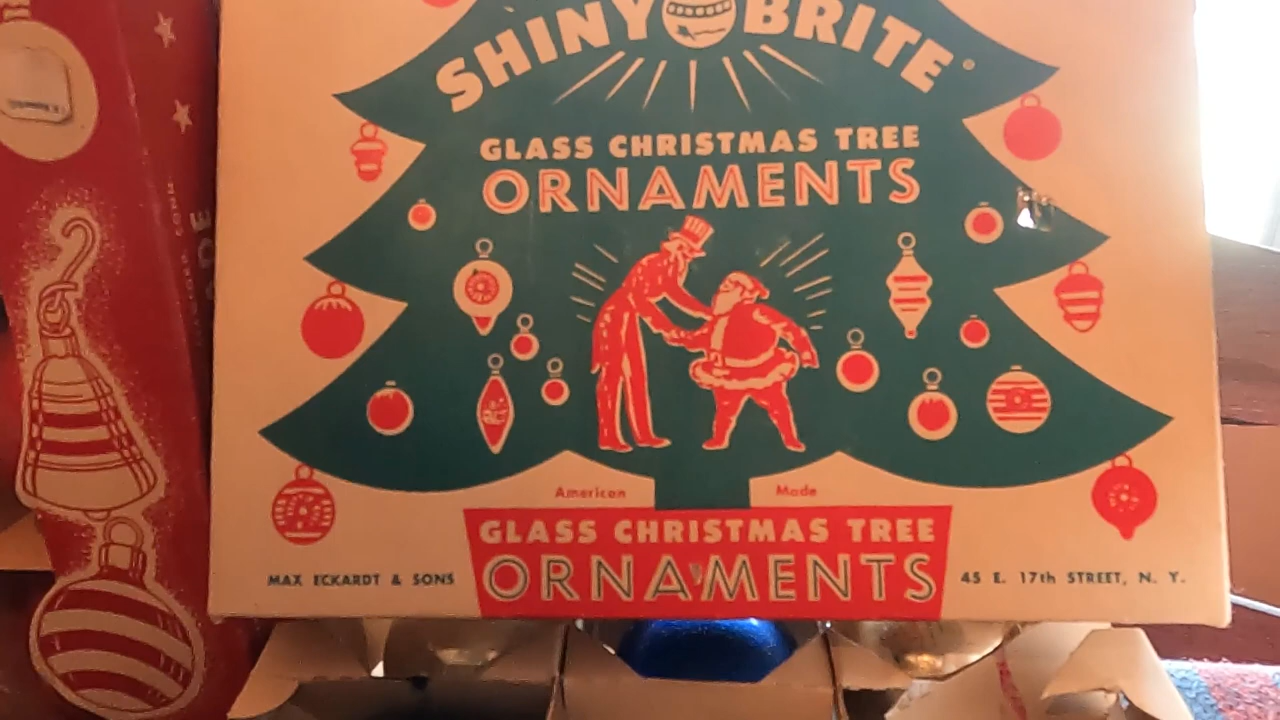 SHINY BRITE
GLASS CHRISTMAS TREE
ORNAMENTS
American Made
GLASS CHRISTMAS TREE
ORNAMENTS
MAX ECKARDT & SONS
45 E. 17th STREET, N. Y.